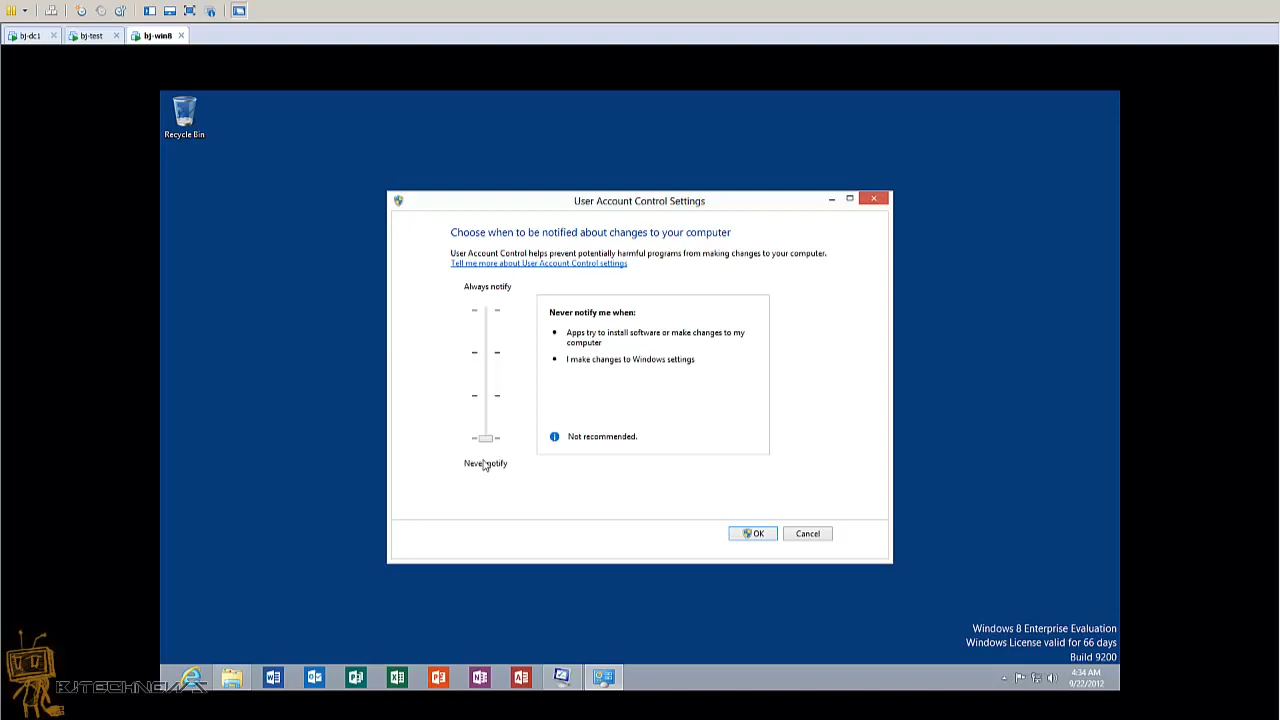 bj-dc1
bj-test
bj-win8
Recycle Bin
User Account Control Settings
Choose when to be notified about changes to your computer
User Account Control helps prevent potentially harmful programs from making changes to your computer.
Tell me more about User Account Control settings
Always notify
Never notify me when:
Apps try to install software or make changes to my
computer
I make changes to Windows settings
Not recommended.
Never notify
OK
Cancel
Windows 8 Enterprise Evaluation
Windows License valid for 66 days
Build 9200
4:34 AM
9/22/2012
BJTECHNEWS